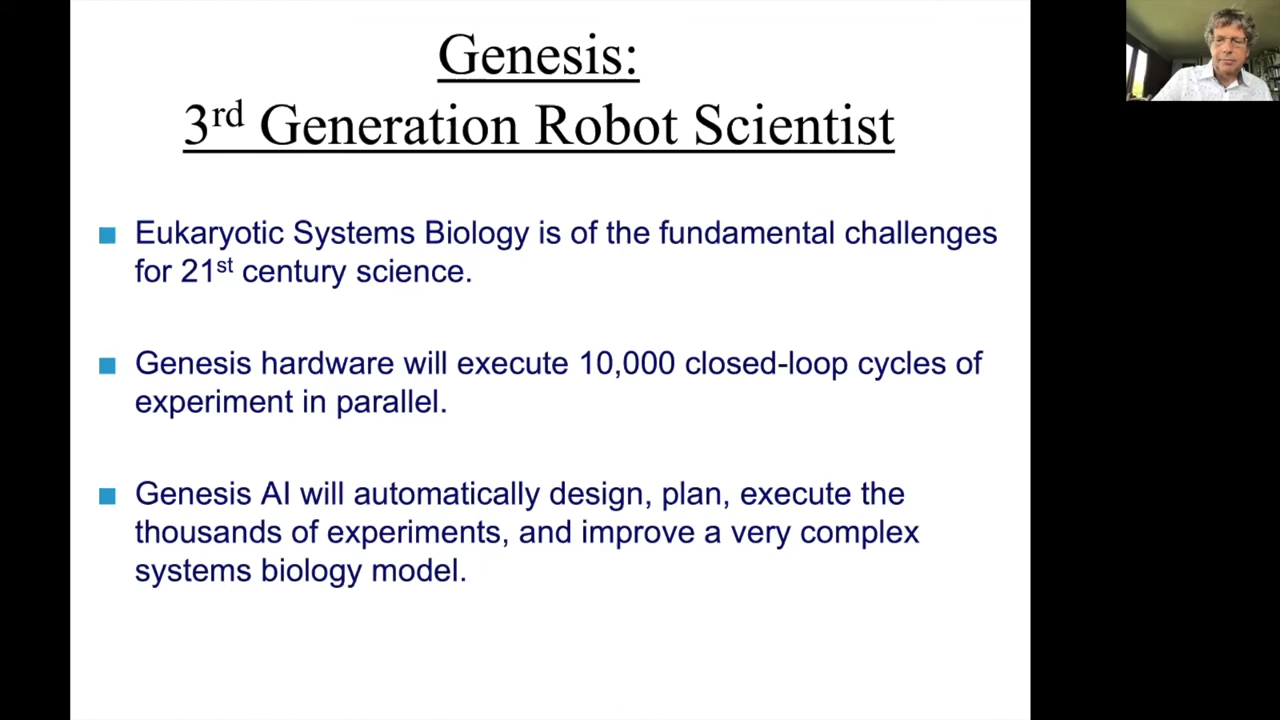 Genesis:
3rd Generation Robot Scientist
Eukaryotic Systems Biology is of the fundamental challenges
for 21st century science.
Genesis hardware will execute 10,000 closed-loop cycles of
experiment in parallel.
Genesis AI will automatically design, plan, execute the
thousands of experiments, and improve a very complex
systems biology model.